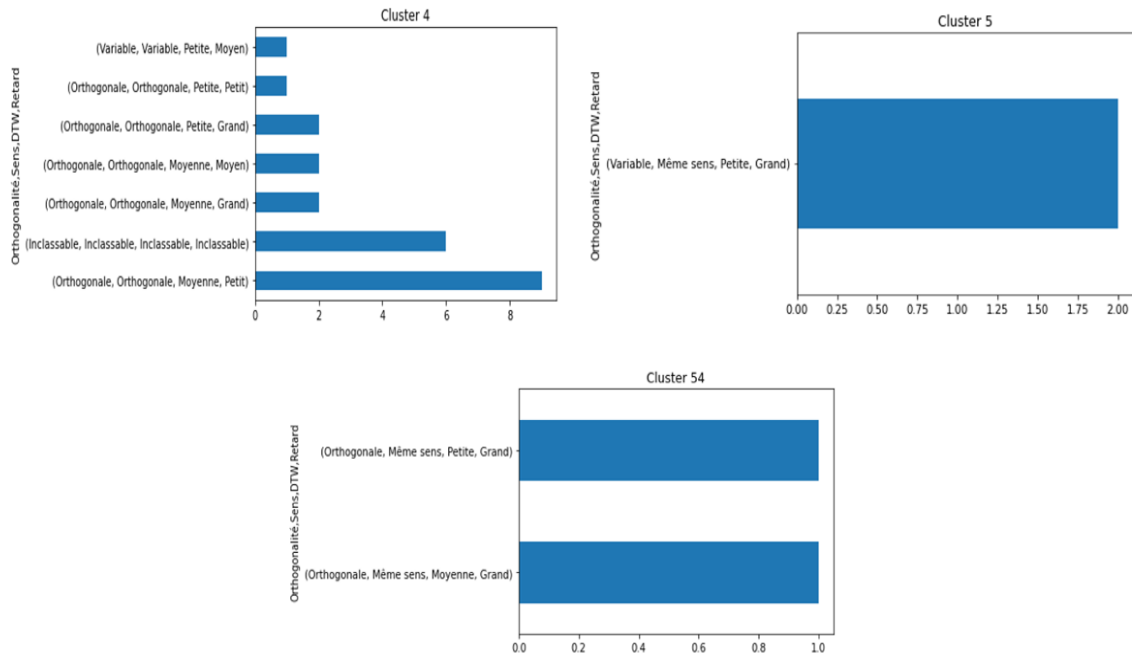 Cluster 4
Orthogonalité,Sens,DTW,Retard
(Variable, Variable, Petite, Moyen)
(Orthogonale, Orthogonale, Petite, Petit)
(Orthogonale, Orthogonale, Petite, Grand)
(Orthogonale, Orthogonale, Moyenne, Moyen)
(Orthogonale, Orthogonale, Moyenne, Grand)
(Inclassable, Inclassable, Inclassable, Inclassable)
(Orthogonale, Orthogonale, Moyenne, Petit)
0 2 4 6 8
Cluster 5
Orthogonalité,Sens,DTW,Retard
(Variable, Même sens, Petite, Grand)
0.00 0.25 0.50 0.75 1.00 1.25 1.50 1.75 2.00
Cluster 54
Orthogonalité,Sens,DTW,Retard
(Orthogonale, Même sens, Petite, Grand)
(Orthogonale, Même sens, Moyenne, Grand)
0.0 0.2 0.4 0.6 0.8 1.0